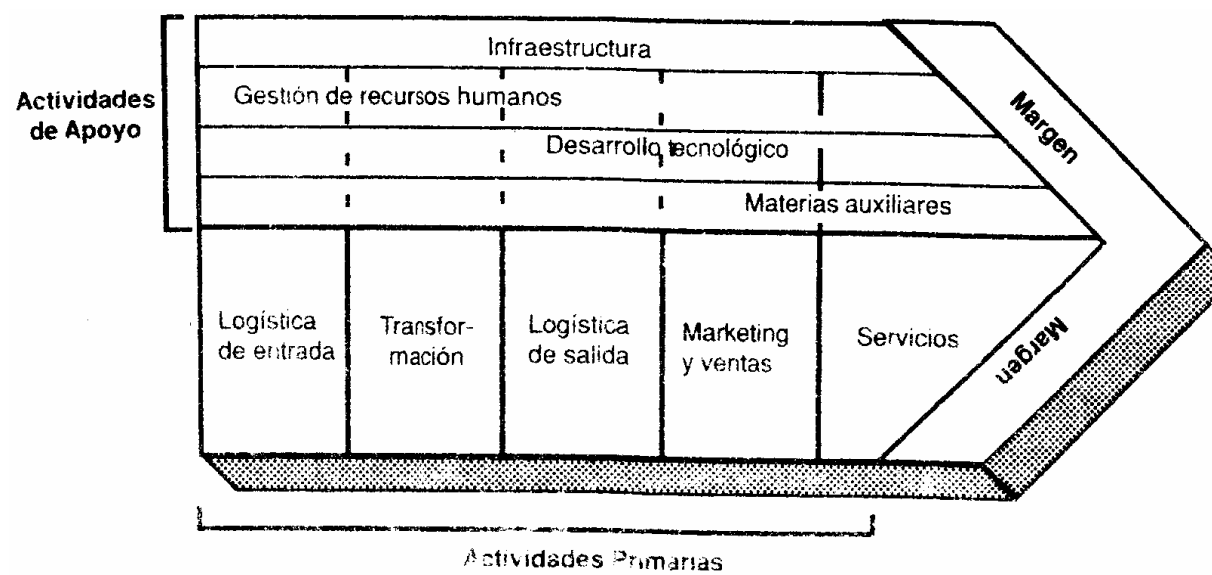 Infraestructura
Actividades
de Apoyo
Gestión de recursos humanos
Desarrollo tecnológico
Materias auxiliares
Margen
Logística
de entrada
Transfor-
mación
Logística
de salida
Marketing
y ventas
Servicios
Margen
Actividades Primarias